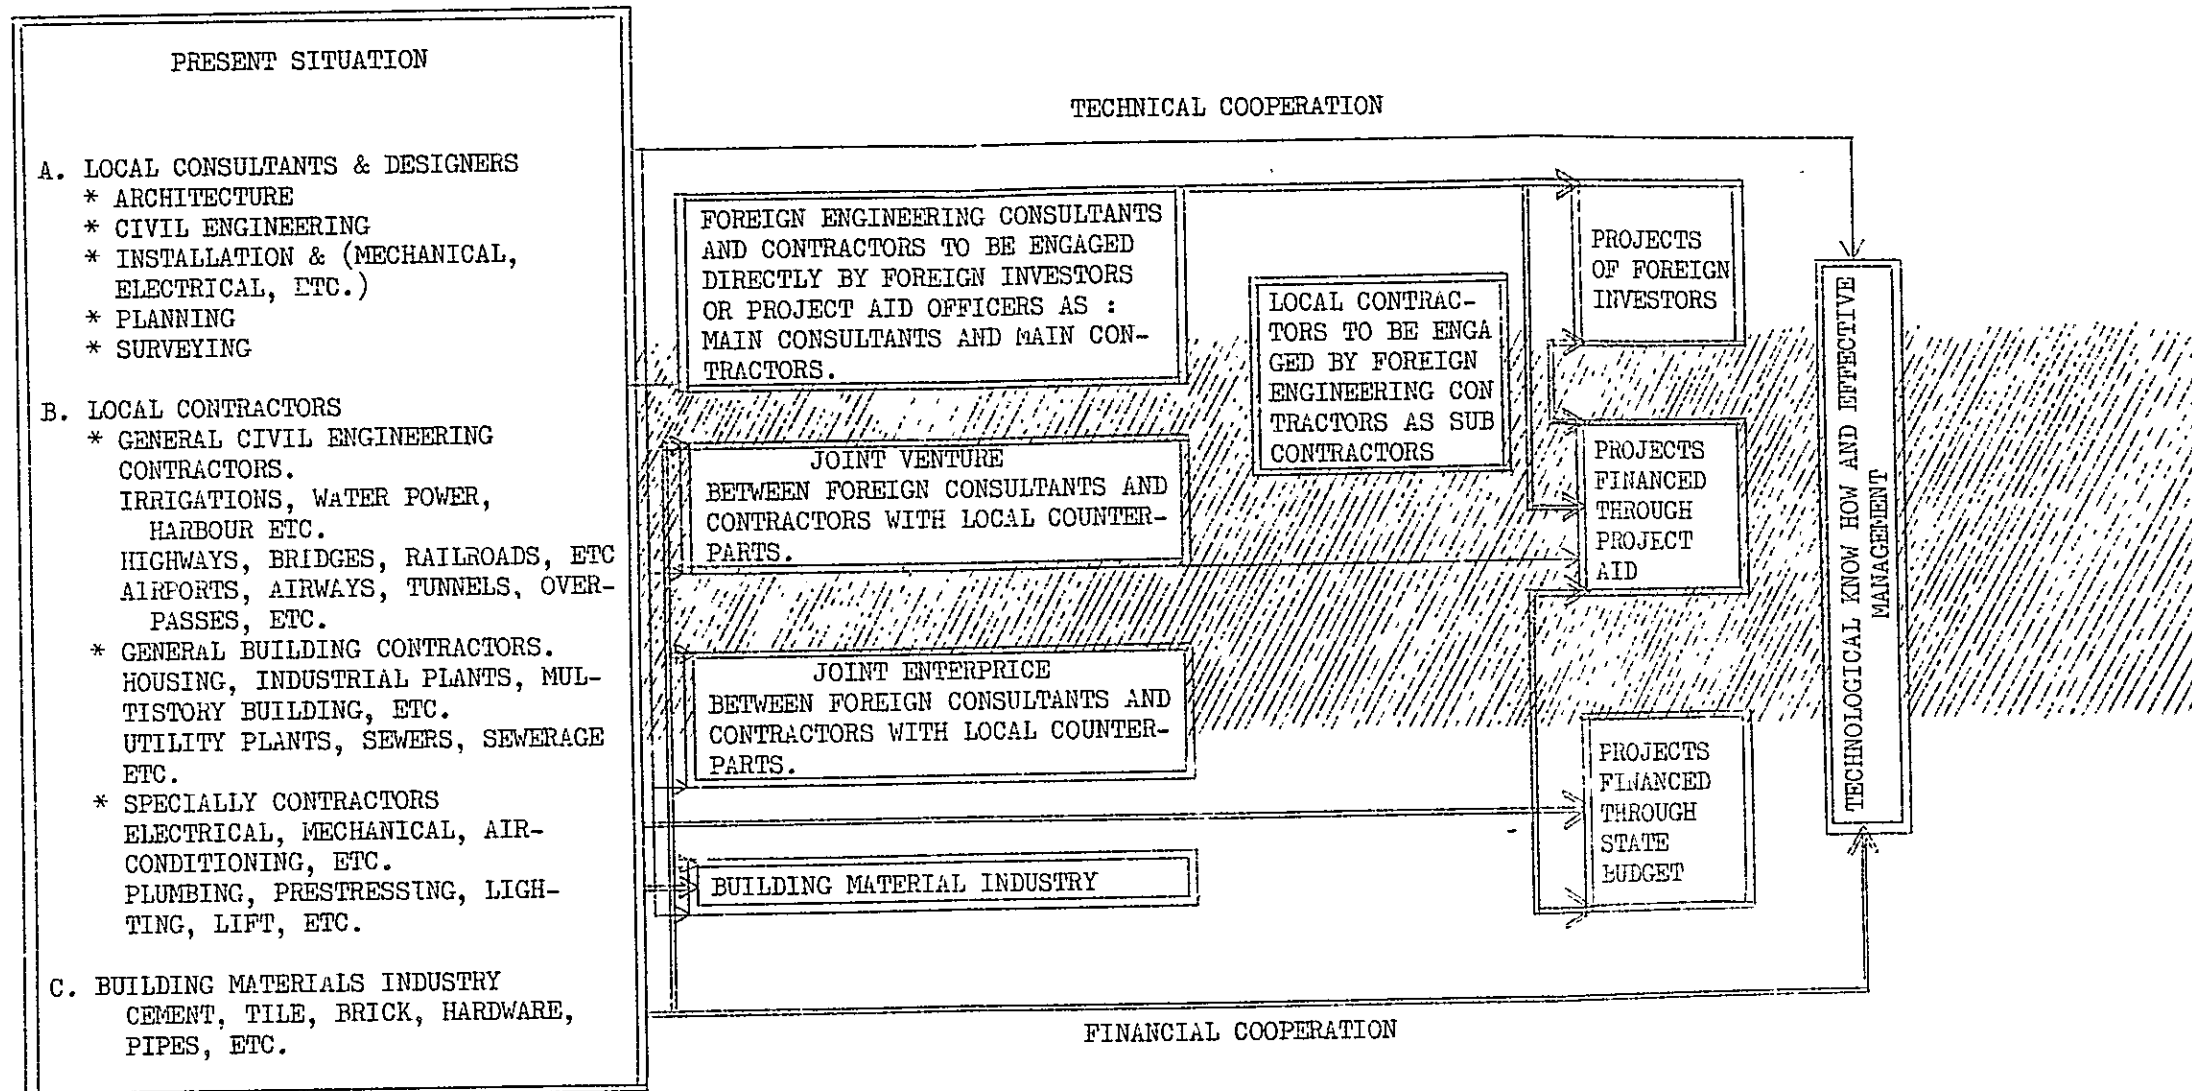 PRESENT SITUATION
A. LOCAL CONSULTANTS & DESIGNERS
* ARCHITECTURE
* CIVIL ENGINEERING
* INSTALLATION & (MECHANICAL,
ELECTRICAL, ETC.)
* PLANNING
* SURVEYING
B. LOCAL CONTRACTORS
* GENERAL CIVIL ENGINEERING
CONTRACTORS.
IRRIGATIONS, WATER POWER,
HARBOUR ETC.
HIGHWAYS, BRIDGES, RAILROADS, ETC
AIRPORTS, AIRWAYS, TUNNELS, OVER-
PASSES, ETC.
* GENERAL BUILDING CONTRACTORS.
HOUSING, INDUSTRIAL PLANTS, MUL-
TISTORY BUILDING, ETC.
UTILITY PLANTS, SEWERS, SEWERAGE
ETC.
* SPECIALLY CONTRACTORS
ELECTRICAL, MECHANICAL, AIR-
CONDITIONING, ETC.
PLUMBING, PRESTRESSING, LIGH-
TING, LIFT, ETC.
C. BUILDING MATERIALS INDUSTRY
CEMENT, TILE, BRICK, HARDWARE,
PIPES, ETC.
TECHNICAL COOPERATION
FOREIGN ENGINEERING CONSULTANTS
AND CONTRACTORS TO BE ENGAGED
DIRECTLY BY FOREIGN INVESTORS
OR PROJECT AID OFFICERS AS :
MAIN CONSULTANTS AND MAIN CON-
TRACTORS.
JOINT VENTURE
BETWEEN FOREIGN CONSULTANTS AND
CONTRACTORS WITH LOCAL COUNTER-
PARTS.
JOINT ENTERPRICE
BETWEEN FOREIGN CONSULTANTS AND
CONTRACTORS WITH LOCAL COUNTER-
PARTS.
BUILDING MATERIAL INDUSTRY
LOCAL CONTRAC-
TORS TO BE ENGA
GED BY FOREIGN
ENGINEERING CON
TRACTORS AS SUB
CONTRACTORS
PROJECTS
OF FOREIGN
INVESTORS
PROJECTS
FINANCED
THROUGH
PROJECT
AID
PROJECTS
FINANCED
THROUGH
STATE
BUDGET
TECHNOLOGICAL KNOW HOW AND EFFECTIVE
MANAGEMENT
FINANCIAL COOPERATION